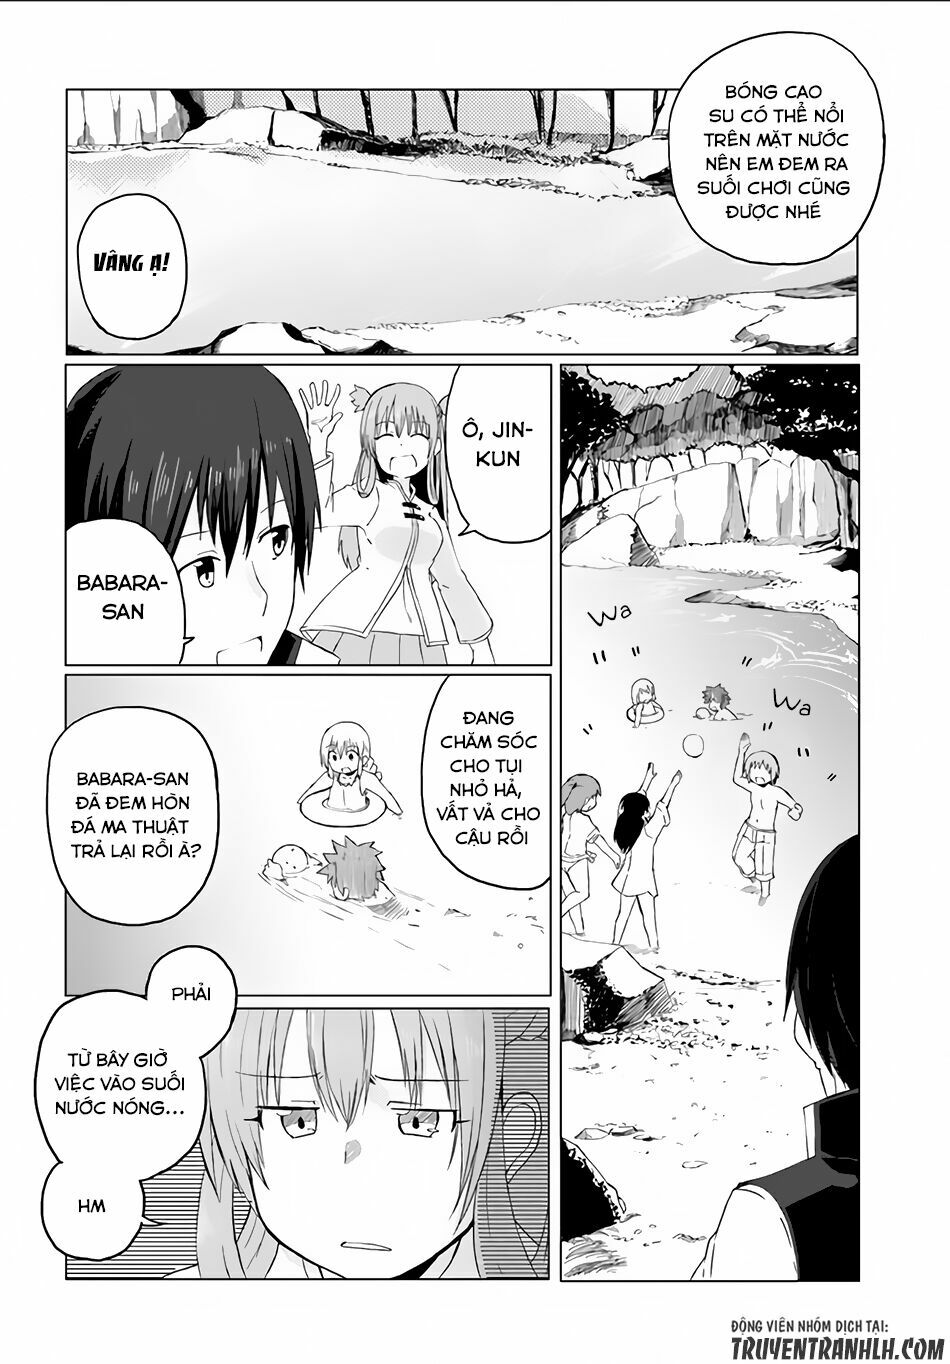 BÓNG CAO
SU CÓ THỂ NỔI
TRÊN MẶT NƯỚC
NÊN EM ĐEM RA
SUỐI CHƠI CŨNG
ĐƯỢC NHÉ
VÂNG Ạ!
Ô, JIN-
KUN
BABARA-
SAN
Wa
Wa
ĐANG
CHĂM SÓC
CHO TỤI
NHỎ HẢ,
VẤT VẢ CHO
CẬU RỒI
BABARA-SAN
ĐÃ ĐEM HÒN
ĐÁ MA THUẬT
TRẢ LẠI RỒI À?
PHẢI
TỪ BÂY GIỜ
VIỆC VÀO SUỐI
NƯỚC NÓNG...
HM
ĐỘNG VIÊN NHÓM DỊCH TẠI:
TRUYENTRANHLH.COM